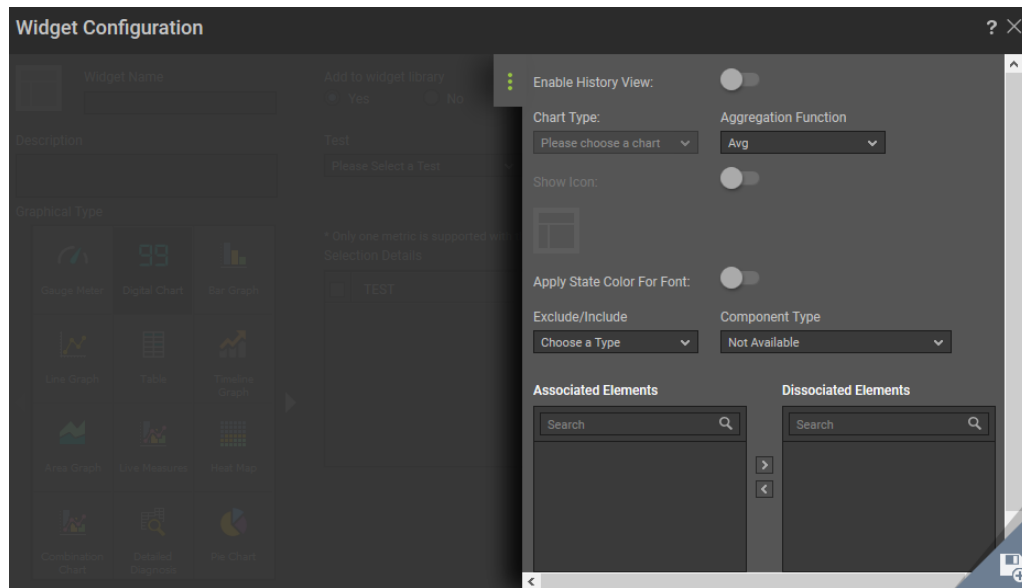 Widget Configuration
?
Widget Name
Add to widget library
Yes
No
Description
Test
Please Select a Test
Graphical Type
* Only one metric is supported
Selection Details
TEST
Gauge Meter
99
Digital Chart
Bar Graph
Line Graph
Table
Timeline
Graph
Area Graph
Live Measures
Heat Map
Combination
Chart
Detailed
Diagnosis
Pie Chart
Enable History View:
Chart Type:
Aggregation Function
Please choose a chart
Avg
Show Icon:
Apply State Color For Font:
Exclude/Include
Component Type
Choose a Type
Not Available
Associated Elements
Dissociated Elements
Search
Search